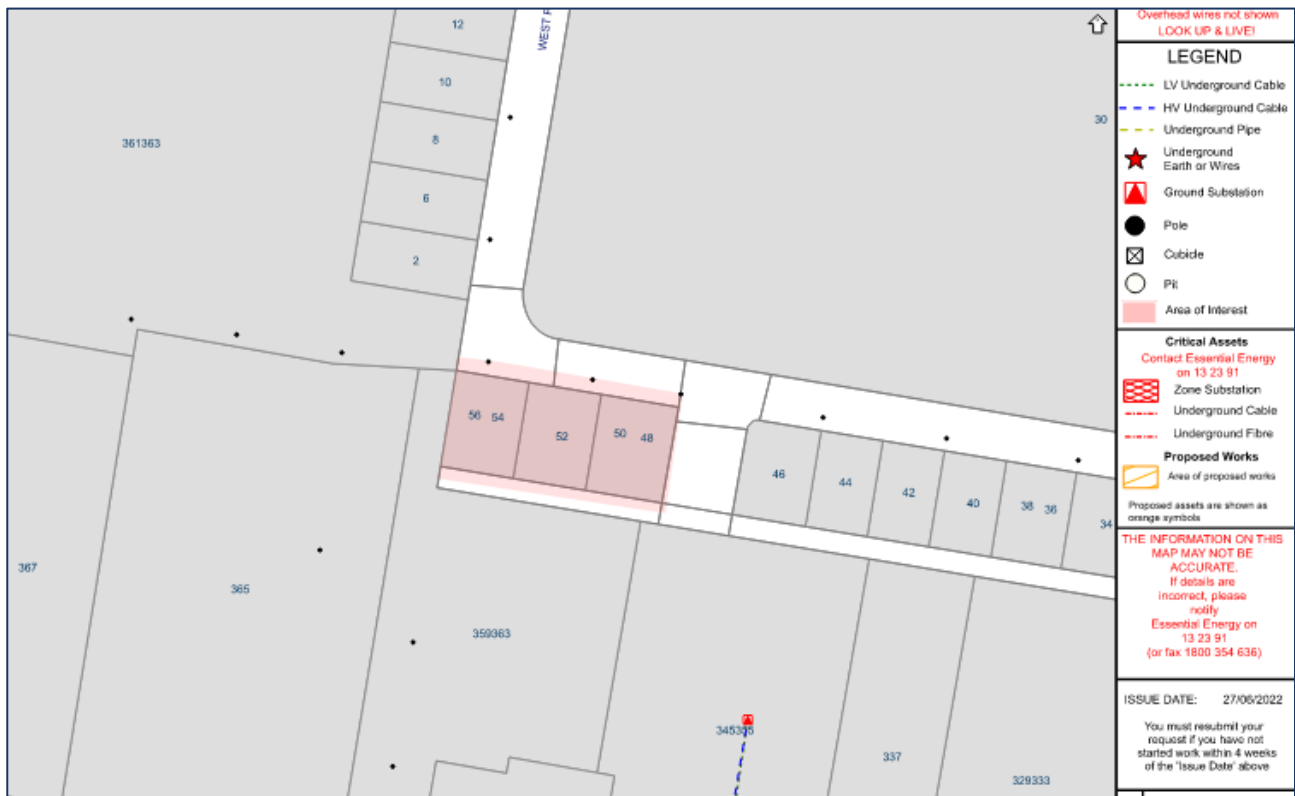 12
WEST
10
8
6
2
361363
30
56 54
52
50 48
46
44
42
40
38 36
34
367
365
359363
337
329333
Overhead wires not shown
LOOK UP & LIVE!
LEGEND
LV Underground Cable
HV Underground Cable
Underground Pipe
Underground
Earth or Wires
Ground Substation
Pole
Cubicle
Pit
Area of Interest
Critical Assets
Contact Essential Energy
on 13 23 91
Zone Substation
Underground Cable
Underground Fibre
Proposed Works
Area of proposed works
Proposed assets are shown as
orange symbols
THE INFORMATION ON THIS
MAP MAY NOT BE
ACCURATE.
If details are
incorrect, please
notify
Essential Energy on
13 23 91
(or fax 1800 354 636)
ISSUE DATE: 27/06/2022
You must resubmit your
request if you have not
started work within 4 weeks
of the 'Issue Date' above